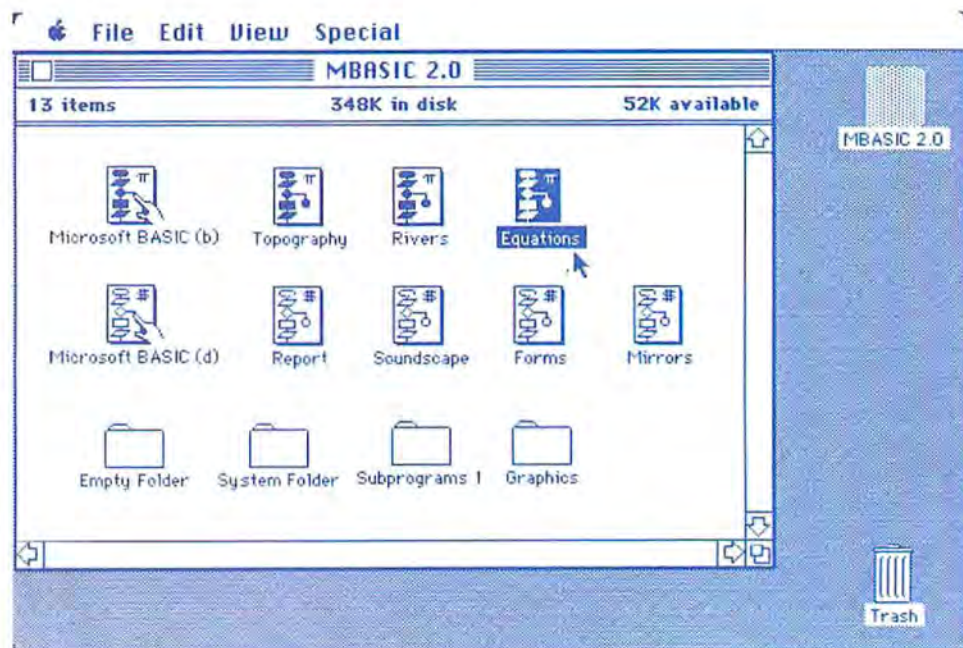 File Edit View Special
MBASIC 2.0
13 items 348K in disk 52K available
MBASIC 2.0
π π π π
Microsoft BASIC (b) Topography Rivers Equations
# # # # #
Microsoft BASIC (d) Report Soundscape Forms Mirrors
Empty Folder System Folder Subprograms 1 Graphics
Trash